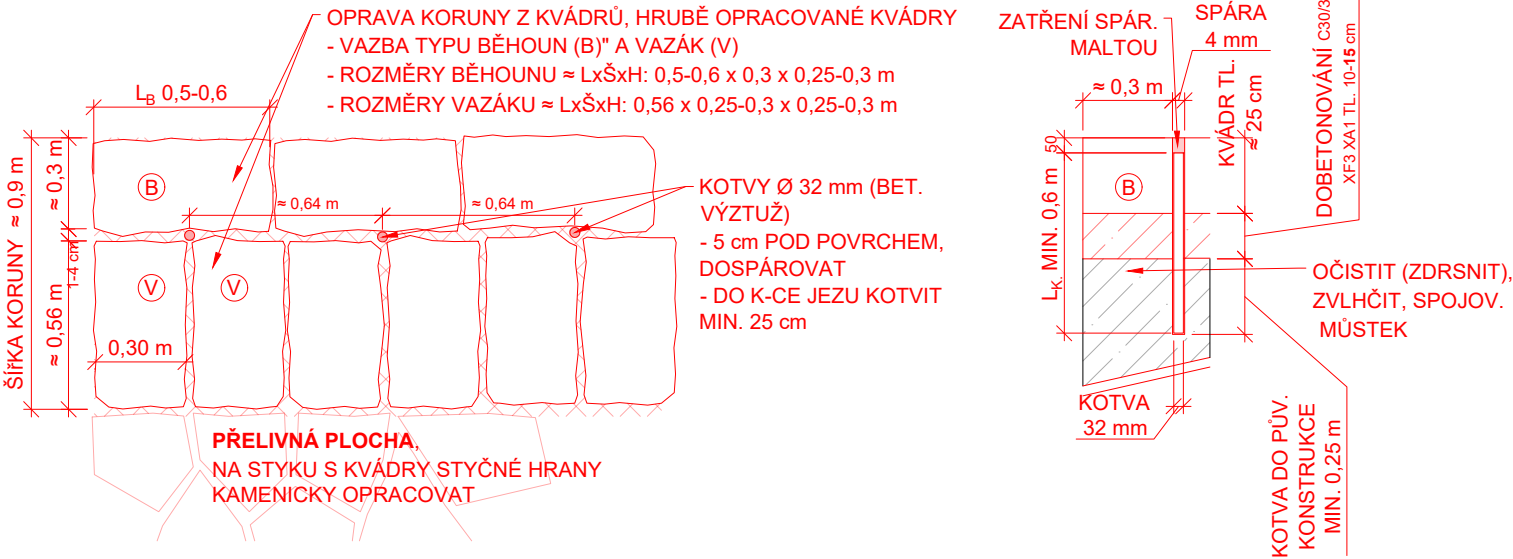 OPRAVA KORUNY Z KVÁDRŮ, HRUBĚ OPRACOVANÉ KVÁDRY
- VAZBA TYPU BĚHOUN (B)" A VAZÁK (V)
- ROZMĚRY BĚHOUNU ≈ LxŠxH: 0,5-0,6 x 0,3 x 0,25-0,3 m
- ROZMĚRY VAZÁKU ≈ LxŠxH: 0,56 x 0,25-0,3 x 0,25-0,3 m
LB 0,5-0,6
ŠÍŘKA KORUNY ≈ 0,9 m
≈ 0,3 m
1-4 cm
≈ 0,56 m
B
≈ 0,64 m
≈ 0,64 m
V
V
0,30 m
KOTVY Ø 32 mm (BET.
VÝZTUŽ)
- 5 cm POD POVRCHEM,
DOSPÁROVAT
- DO K-CE JEZU KOTVIT
MIN. 25 cm
PŘELIVNÁ PLOCHA,
NA STYKU S KVÁDRY STYČNÉ HRANY
KAMENICKY OPRACOVAT
ZATŘENÍ SPÁR.
MALTOU
SPÁRA
4 mm
≈ 0,3 m
50
LK. MIN. 0,6 m
B
KVÁDR TL.
≈ 25 cm
DOBETONOVÁNÍ C30/3
XF3 XA1 TL. 10-15 cm
OČISTIT (ZDRSNIT),
ZVLHČIT, SPOJOV.
MŮSTEK
KOTVA
32 mm
KOTVA DO PŮV.
KONSTRUKCE
MIN. 0,25 m